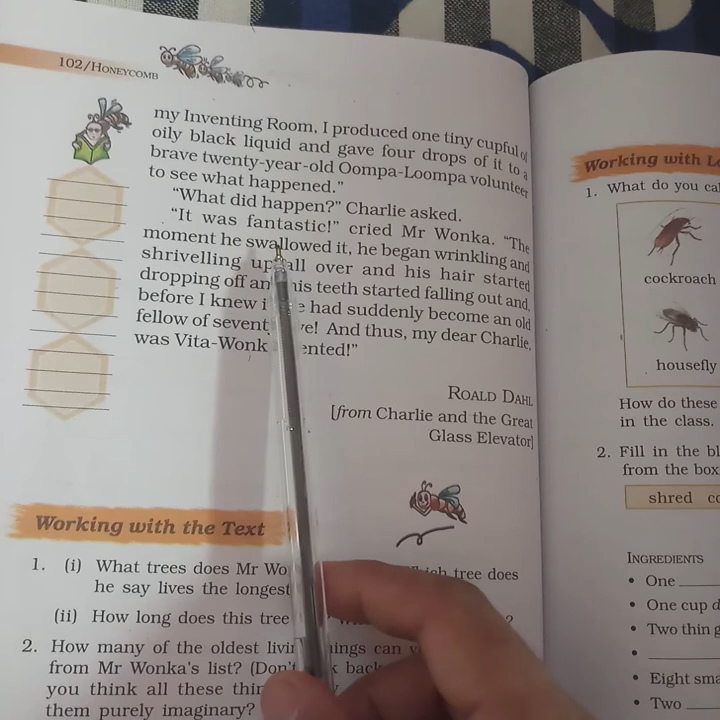 102/HONEYCOMB
my Inventing Room, I produced one tiny cupful of
oily black liquid and gave four drops of it to a
brave twenty-year-old Oompa-Loompa volunteer
to see what happened."
"What did happen?" Charlie asked.
"It was fantastic!" cried Mr Wonka. "The
moment he swallowed it, he began wrinkling and
shrivelling up all over and his hair started
dropping off an his teeth started falling out and,
before I knew i e had suddenly become an old
fellow of sevent ve! And thus, my dear Charlie,
was Vita-Wonk ented!"
ROALD DAHL
[from Charlie and the Great
Glass Elevator]
Working with the Text
1. (i) What trees does Mr Wo ich tree does
he say lives the longest
(ii) How long does this tree ?
2. How many of the oldest livin ings can
from Mr Wonka's list? (Don't back
you think all these thin
them purely imaginary?
Working with L
1. What do you cal
cockroach
housefly
How do these
in the class.
2. Fill in the bl
from the box
shred co
INGREDIENTS
• One
• One cup d
• Two thin g
•
• Eight sma
• Two